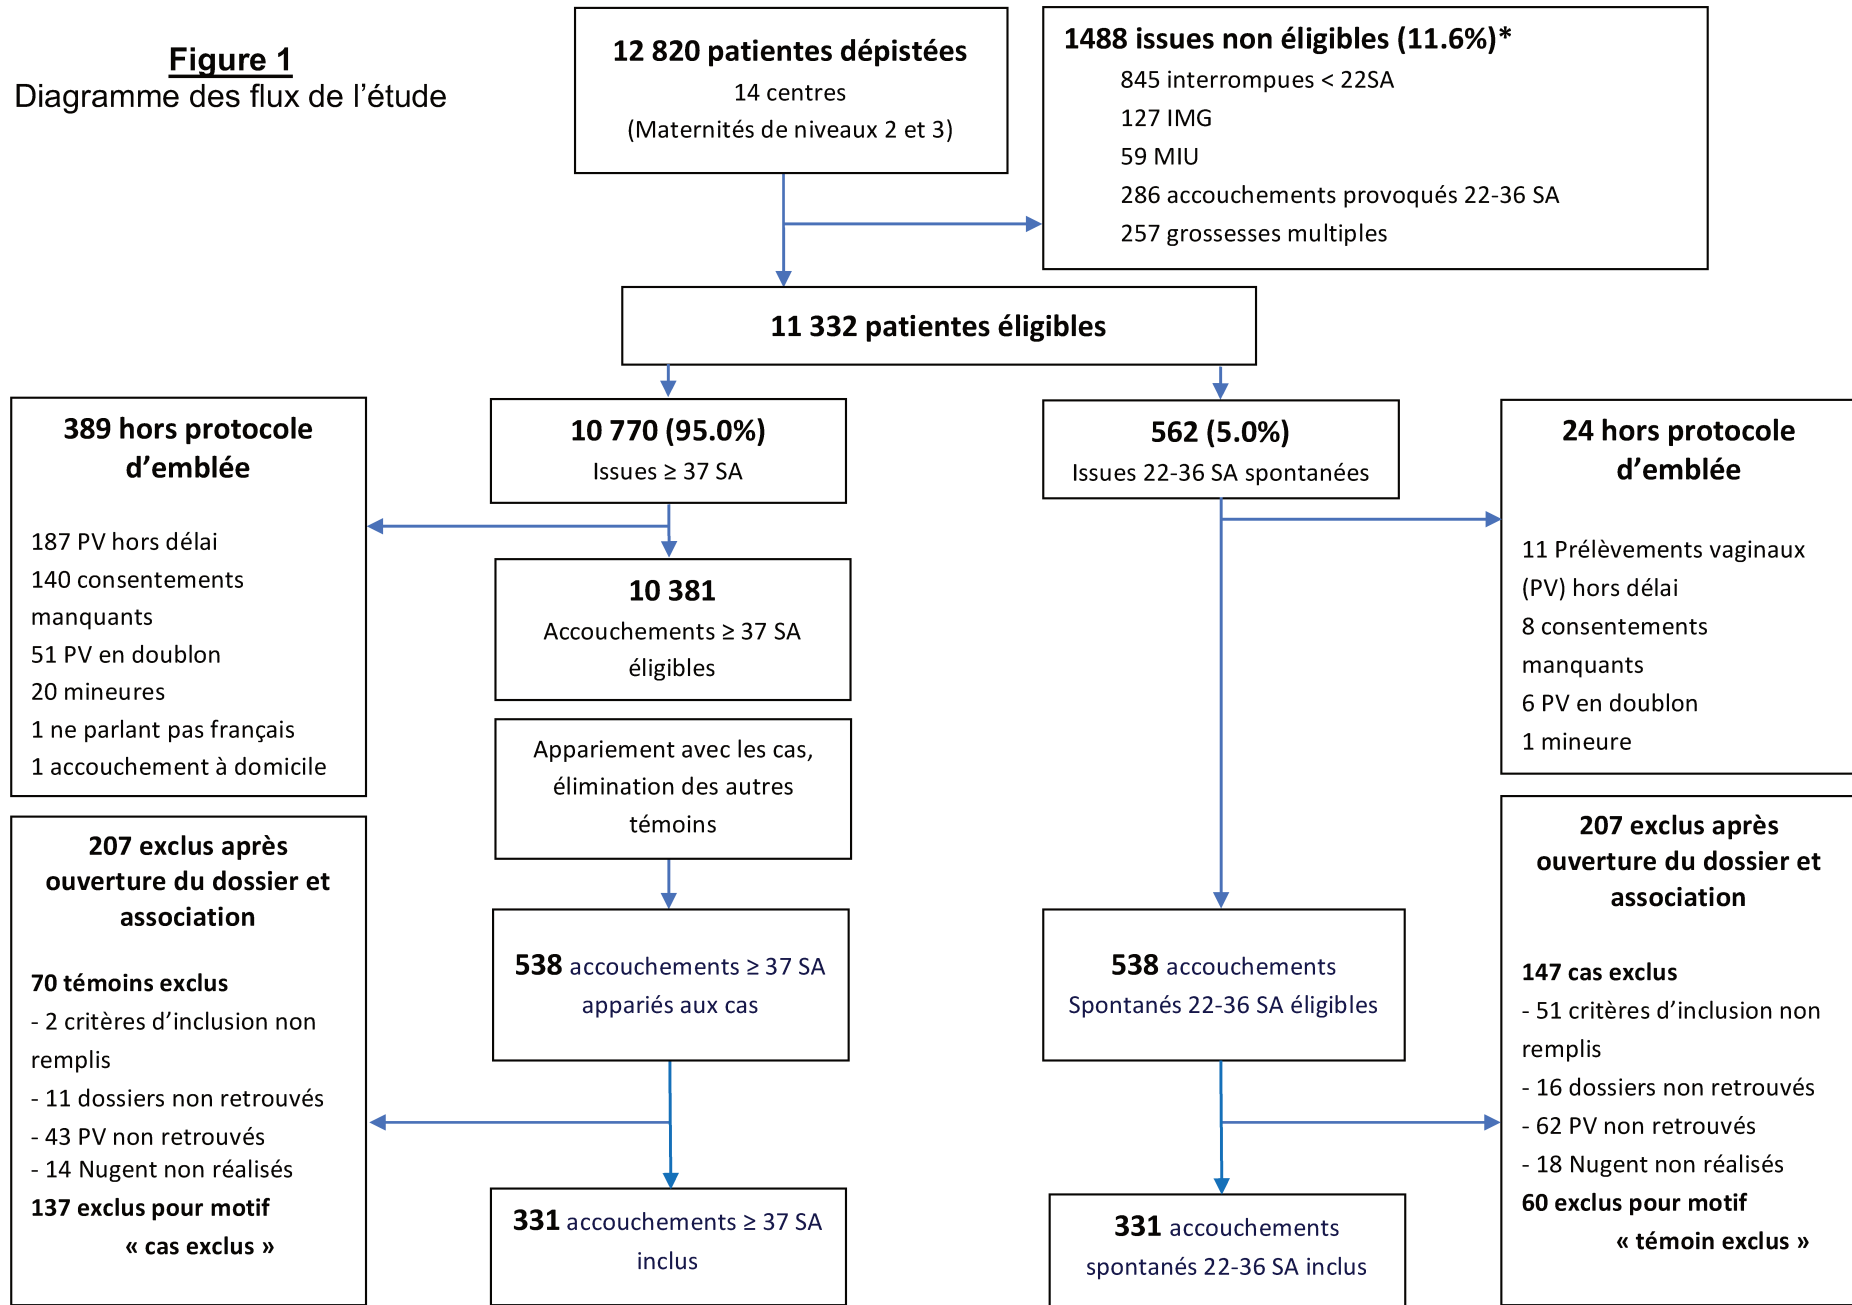 Figure 1
Diagramme des flux de l’étude
12 820 patientes dépistées
14 centres
(Maternités de niveaux 2 et 3)
1488 issues non éligibles (11.6%)*
845 interrompues < 22SA
127 IMG
59 MIU
286 accouchements provoqués 22-36 SA
257 grossesses multiples
11 332 patientes éligibles
389 hors protocole
d’emblée
187 PV hors délai
140 consentements
manquants
51 PV en doublon
20 mineures
1 ne parlant pas français
1 accouchement à domicile
10 770 (95.0%)
Issues ≥ 37 SA
562 (5.0%)
Issues 22-36 SA spontanées
24 hors protocole
d’emblée
11 Prélèvements vaginaux
(PV) hors délai
8 consentements
manquants
6 PV en doublon
1 mineure
10 381
Accouchements ≥ 37 SA
éligibles
Appariement avec les cas,
élimination des autres
témoins
207 exclus après
ouverture du dossier et
association
70 témoins exclus
- 2 critères d’inclusion non
remplis
- 11 dossiers non retrouvés
- 43 PV non retrouvés
- 14 Nugent non réalisés
137 exclus pour motif
« cas exclus »
538 accouchements ≥ 37 SA
appariés aux cas
538 accouchements
Spontanés 22-36 SA éligibles
207 exclus après
ouverture du dossier et
association
147 cas exclus
- 51 critères d’inclusion non
remplis
- 16 dossiers non retrouvés
- 62 PV non retrouvés
- 18 Nugent non réalisés
60 exclus pour motif
« témoin exclus »
331 accouchements ≥ 37 SA
inclus
331 accouchements
spontanés 22-36 SA inclus